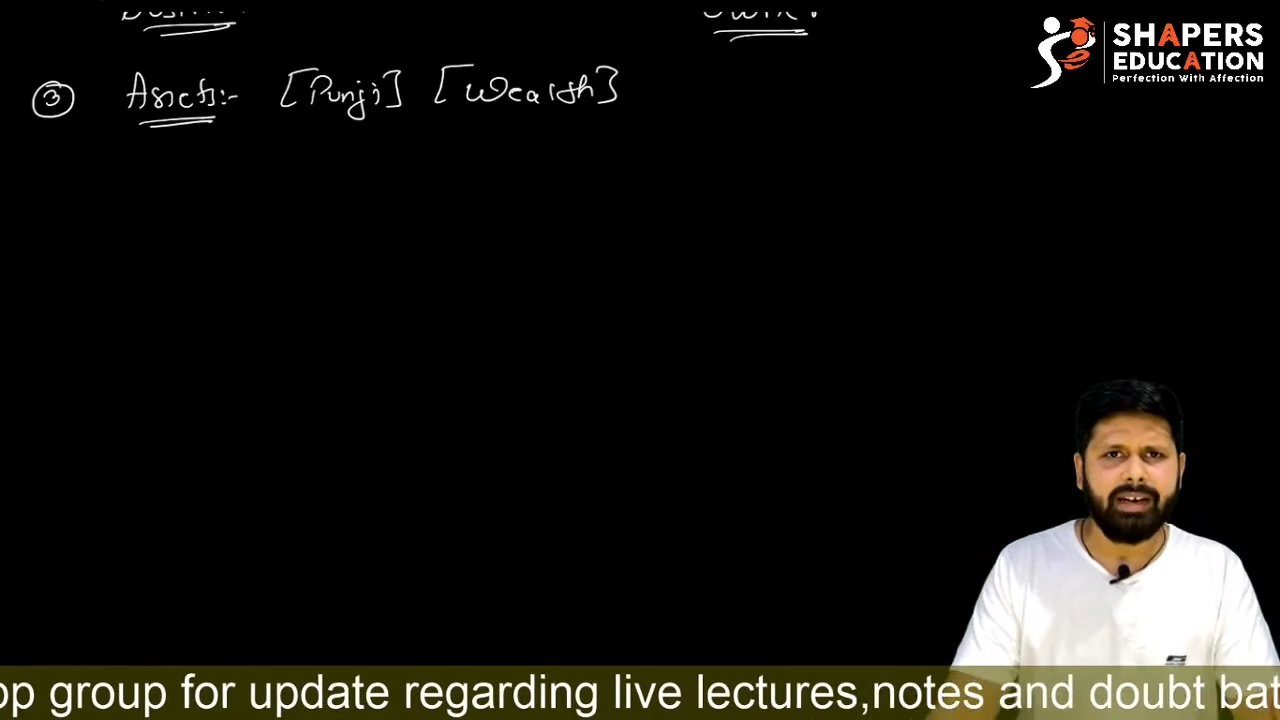 SHAPERS
EDUCATION
Perfection With Affection
③ Assets:- [Punji] [Wealth]
op group for update regarding live lectures,notes and doubt bat